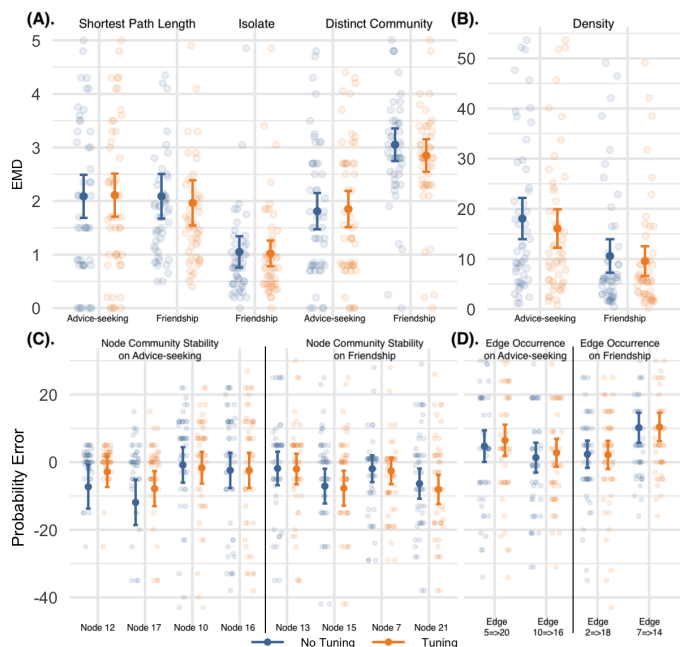 (A).
Shortest Path Length
Isolate
Distinct Community
(B).
Density
5
4
3
2
1
0
EMD
50
40
30
20
10
0
Advice-seeking
Friendship
Friendship
Advice-seeking
Friendship
Advice-seeking
Friendship
(C).
Node Community Stability
on Advice-seeking
Node Community Stability
on Friendship
(D).
Edge Occurrence
on Advice-seeking
Edge Occurrence
on Friendship
20
0
-20
-40
Probability Error
Node 12
Node 17
Node 10
Node 16
Node 13
Node 15
Node 7
Node 21
Edge
5=>20
Edge
10=>16
Edge
2=>18
Edge
7=>14
No Tuning
Tuning